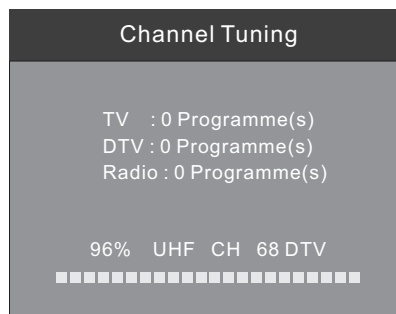 Channel Tuning
TV : 0 Programme(s)
DTV : 0 Programme(s)
Radio : 0 Programme(s)
96% UHF CH 68 DTV